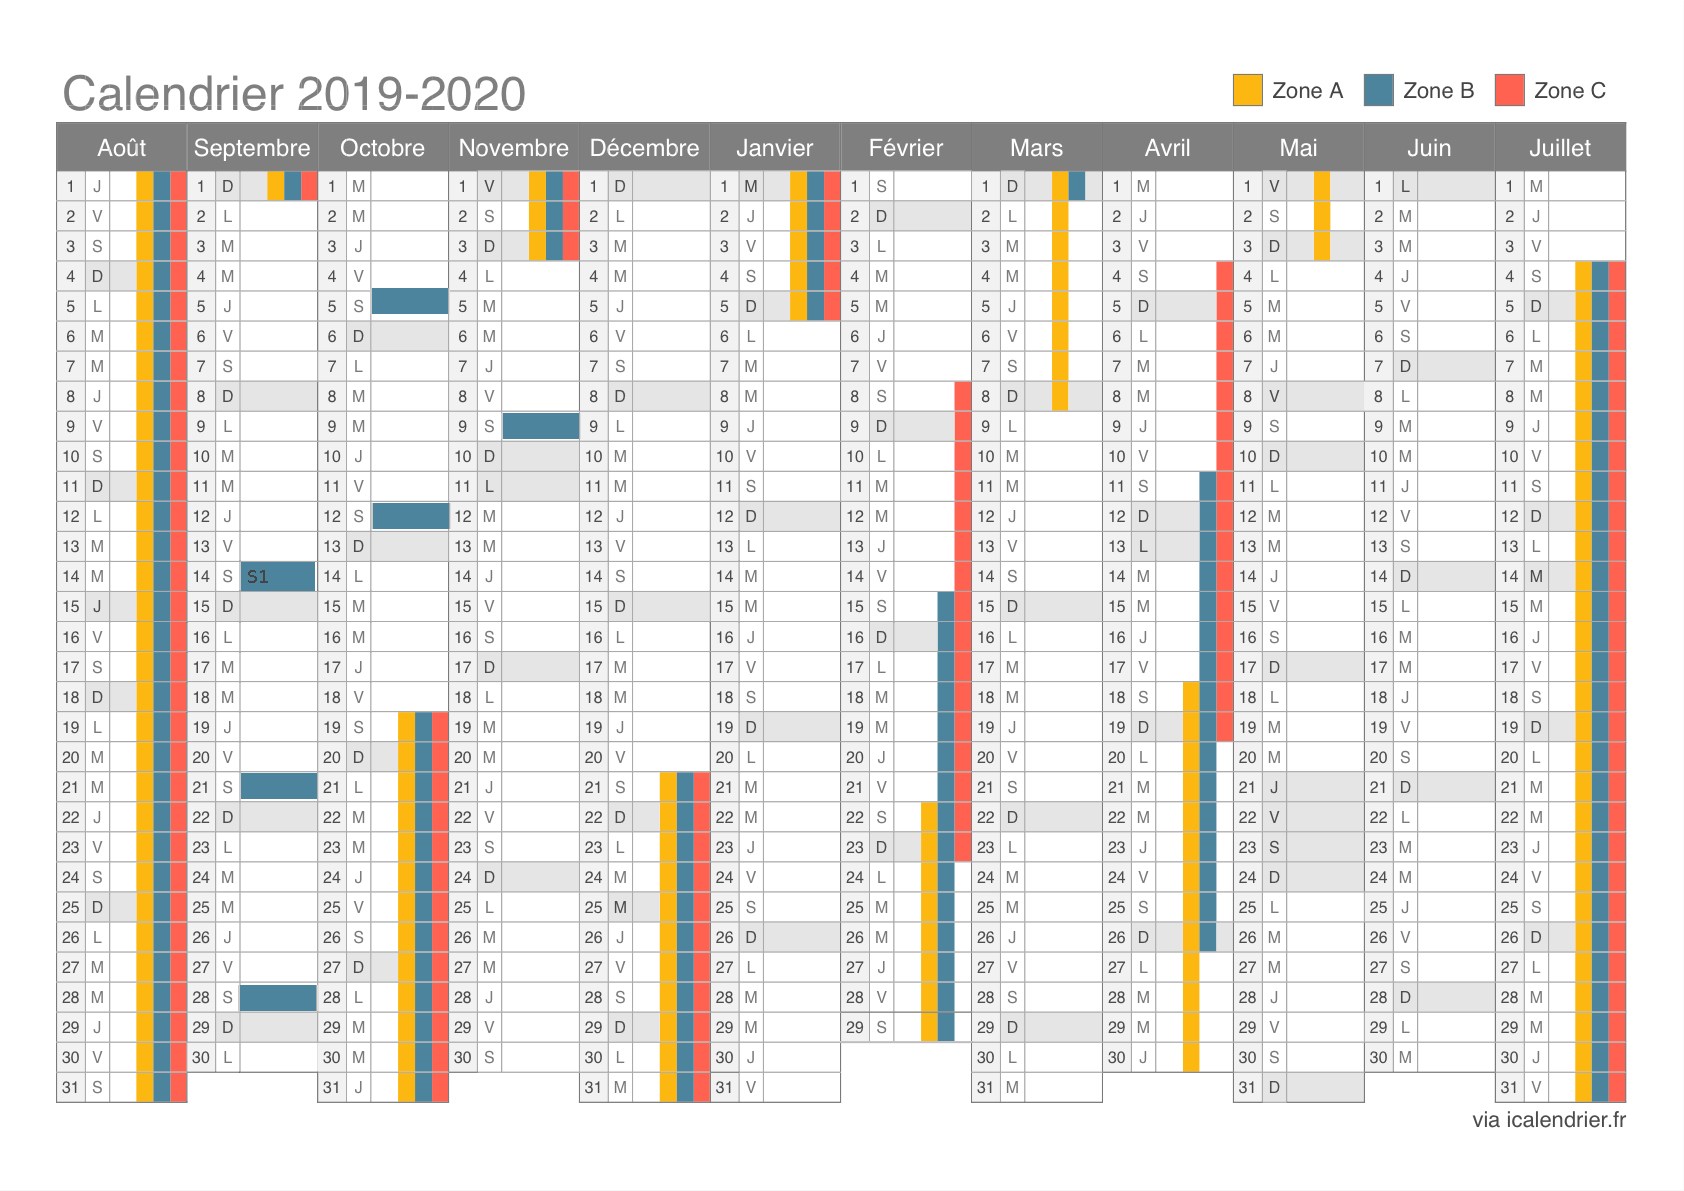 Calendrier 2019-2020
Zone A Zone B Zone C
Août Septembre Octobre Novembre Décembre Janvier Février Mars Avril Mai Juin Juillet
1 J 1 D 1 M 1 V 1 D 1 M 1 S 1 D 1 M 1 V 1 L 1 M
2 V 2 L 2 M 2 S 2 L 2 J 2 D 2 L 2 J 2 S 2 M 2 J
3 S 3 M 3 J 3 D 3 M 3 V 3 L 3 M 3 V 3 D 3 M 3 V
4 D 4 M 4 V 4 L 4 M 4 S 4 M 4 M 4 S 4 L 4 J 4 S
5 L 5 J 5 S 5 M 5 J 5 D 5 M 5 J 5 D 5 M 5 V 5 D
6 M 6 V 6 D 6 M 6 V 6 L 6 J 6 V 6 L 6 M 6 S 6 L
7 M 7 S 7 L 7 J 7 S 7 M 7 V 7 S 7 M 7 J 7 D 7 M
8 J 8 D 8 M 8 V 8 D 8 M 8 S 8 D 8 M 8 V 8 L 8 M
9 V 9 L 9 M 9 S 9 L 9 J 9 D 9 L 9 J 9 S 9 M 9 J
10 S 10 M 10 J 10 D 10 M 10 V 10 L 10 M 10 V 10 D 10 M 10 V
11 D 11 M 11 V 11 L 11 M 11 S 11 M 11 M 11 S 11 L 11 J 11 S
12 L 12 J 12 S 12 M 12 J 12 D 12 M 12 J 12 D 12 M 12 V 12 D
13 M 13 V 13 D 13 M 13 V 13 L 13 J 13 V 13 L 13 M 13 S 13 L
14 M 14 S S1 14 L 14 J 14 S 14 M 14 V 14 S 14 M 14 J 14 D 14 M
15 J 15 D 15 M 15 V 15 D 15 M 15 S 15 D 15 M 15 V 15 L 15 M
16 V 16 L 16 M 16 S 16 L 16 J 16 D 16 L 16 J 16 S 16 M 16 J
17 S 17 M 17 J 17 D 17 M 17 V 17 L 17 M 17 V 17 D 17 M 17 V
18 D 18 M 18 V 18 L 18 M 18 S 18 M 18 M 18 S 18 L 18 J 18 S
19 L 19 J 19 S 19 M 19 J 19 D 19 M 19 J 19 D 19 M 19 V 19 D
20 M 20 V 20 D 20 M 20 V 20 L 20 J 20 V 20 L 20 M 20 S 20 L
21 M 21 S 21 L 21 J 21 S 21 M 21 V 21 S 21 M 21 J 21 D 21 M
22 J 22 D 22 M 22 V 22 D 22 M 22 S 22 D 22 M 22 V 22 L 22 M
23 V 23 L 23 M 23 S 23 L 23 J 23 D 23 L 23 J 23 S 23 M 23 J
24 S 24 M 24 J 24 D 24 M 24 V 24 L 24 M 24 V 24 D 24 M 24 V
25 D 25 M 25 V 25 L 25 M 25 S 25 M 25 M 25 S 25 L 25 J 25 S
26 L 26 J 26 S 26 M 26 J 26 D 26 M 26 J 26 D 26 M 26 V 26 D
27 M 27 V 27 D 27 M 27 V 27 L 27 J 27 V 27 L 27 M 27 S 27 L
28 M 28 S 28 L 28 J 28 S 28 M 28 V 28 S 28 M 28 J 28 D 28 M
29 J 29 D 29 M 29 V 29 D 29 M 29 S 29 D 29 M 29 V 29 L 29 M
30 V 30 L 30 M 30 S 30 L 30 J 30 L 30 J 30 S 30 M 30 J
31 S 31 J 31 M 31 V 31 M 31 D 31 V
via icalendrier.fr